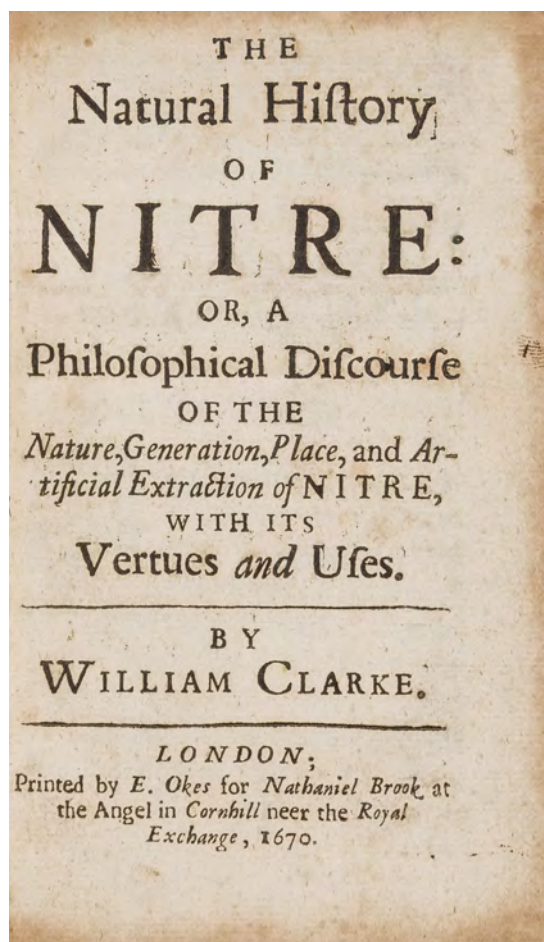 THE
Natural Hiſtory
OF
NITRE:
OR, A
Philoſophical Diſcourſe
OF THE
Nature,Generation,Place, and Ar-
tificial Extraction of NITRE,
WITH ITS
Vertues and Uſes.
BY
WILLIAM CLARKE.
LONDON;
Printed by E. Okes for Nathaniel Brook at
the Angel in Cornhill neer the Royal
Exchange, 1670.